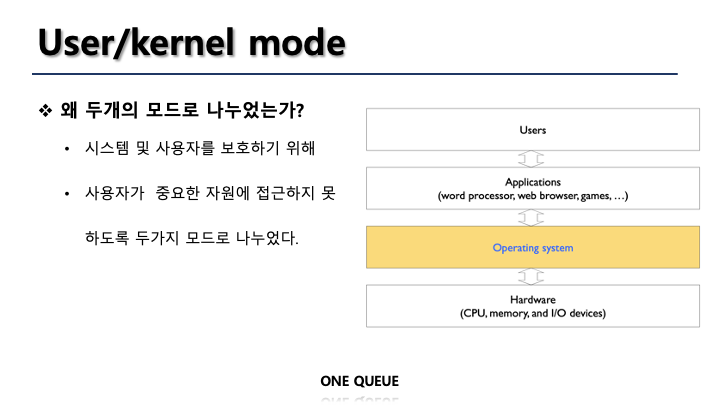 User/kernel mode
❖ 왜 두개의 모드로 나누었는가?
• 시스템 및 사용자를 보호하기 위해
• 사용자가 중요한 자원에 접근하지 못
하도록 두가지 모드로 나누었다.
Users
Applications
(word processor, web browser, games, …)
Operating system
Hardware
(CPU, memory, and I/O devices)
ONE QUEUE